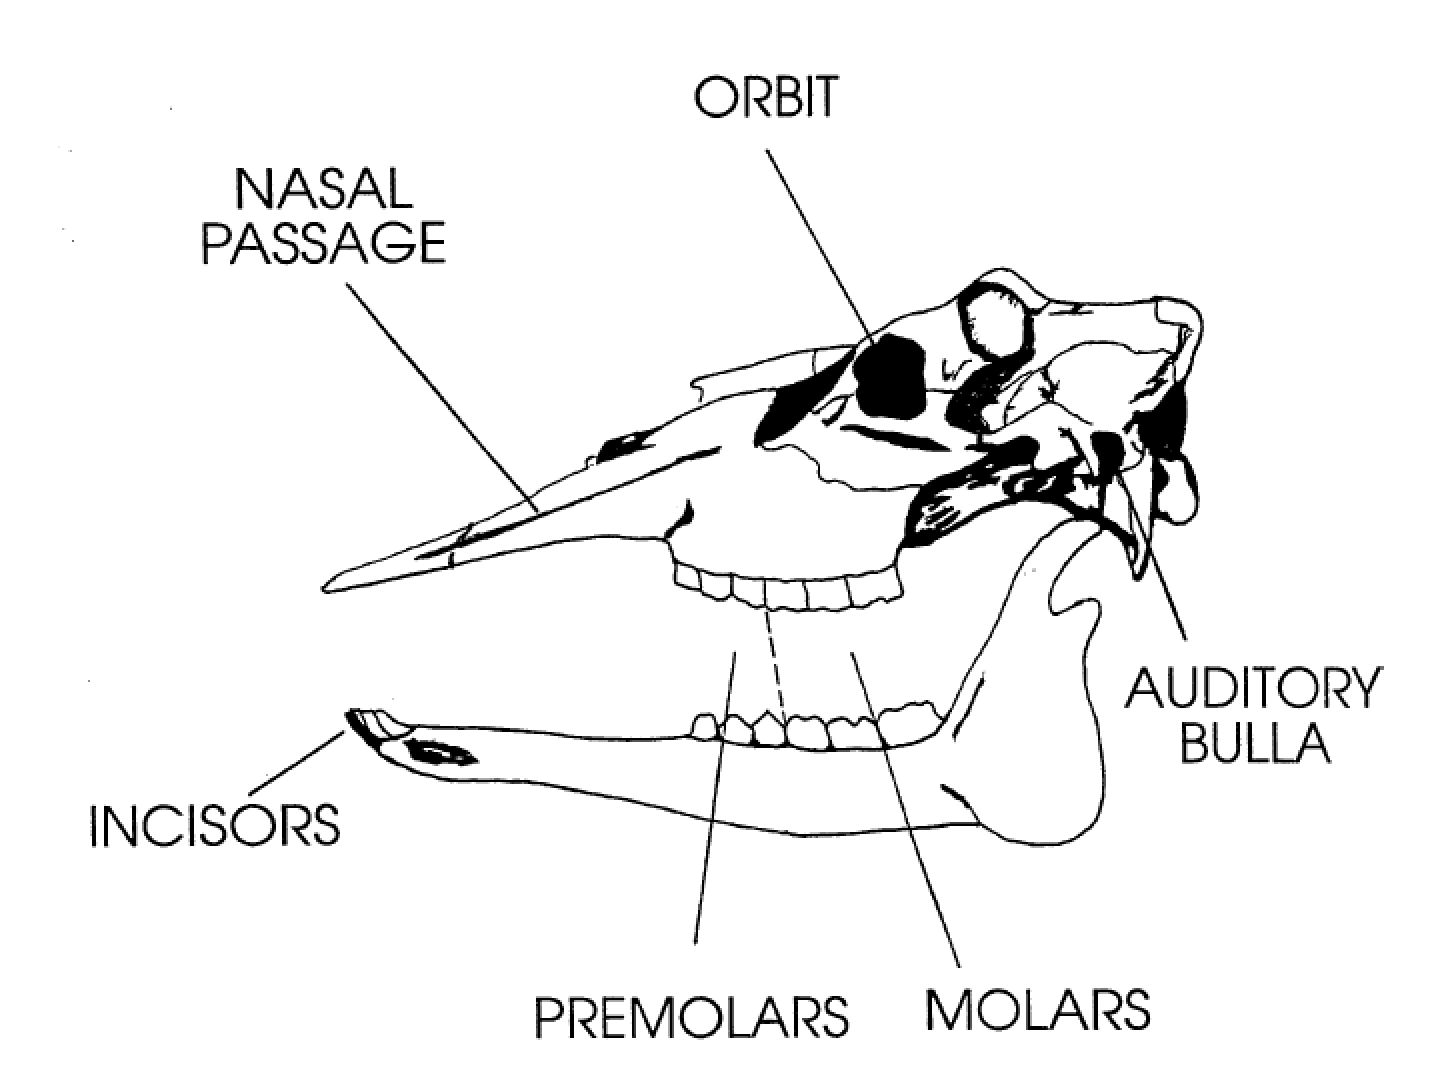 ORBIT
NASAL
PASSAGE
AUDITORY
BULLA
INCISORS
PREMOLARS
MOLARS